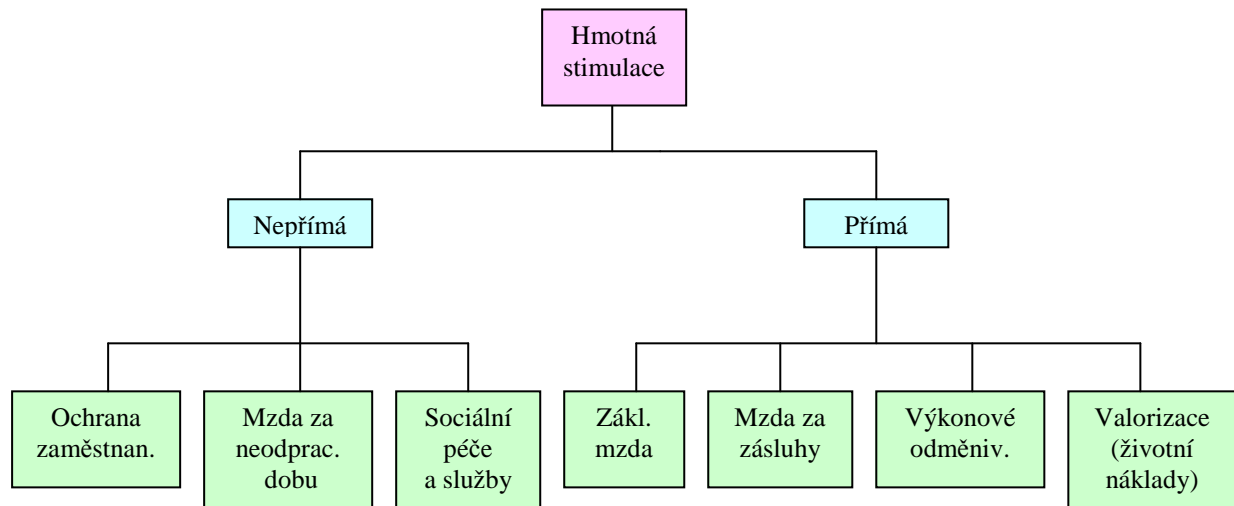 Hmotná
stimulace
Nepřímá
Přímá
Ochrana
zaměstnan.
Mzda za
neodprac.
dobu
Sociální
péče
a služby
Zákl.
mzda
Mzda za
zásluhy
Výkonové
odměniv.
Valorizace
(životní
náklady)